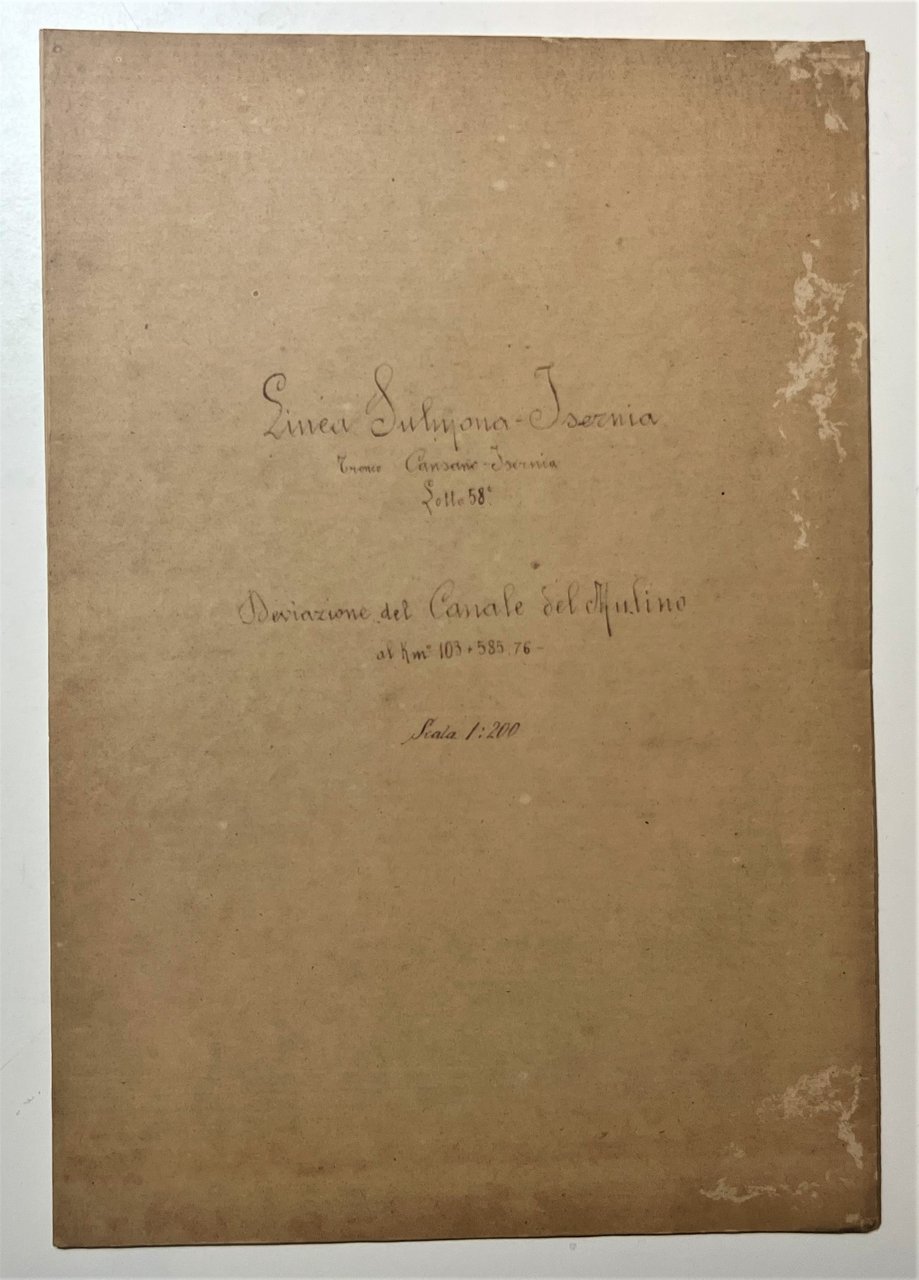 Linea Sulmona-Isernia
Tronco Cansano-Isernia
Lotto 58°
Deviazione del Canale del Mulino
al Km° 103+585.76-
Scala 1:200